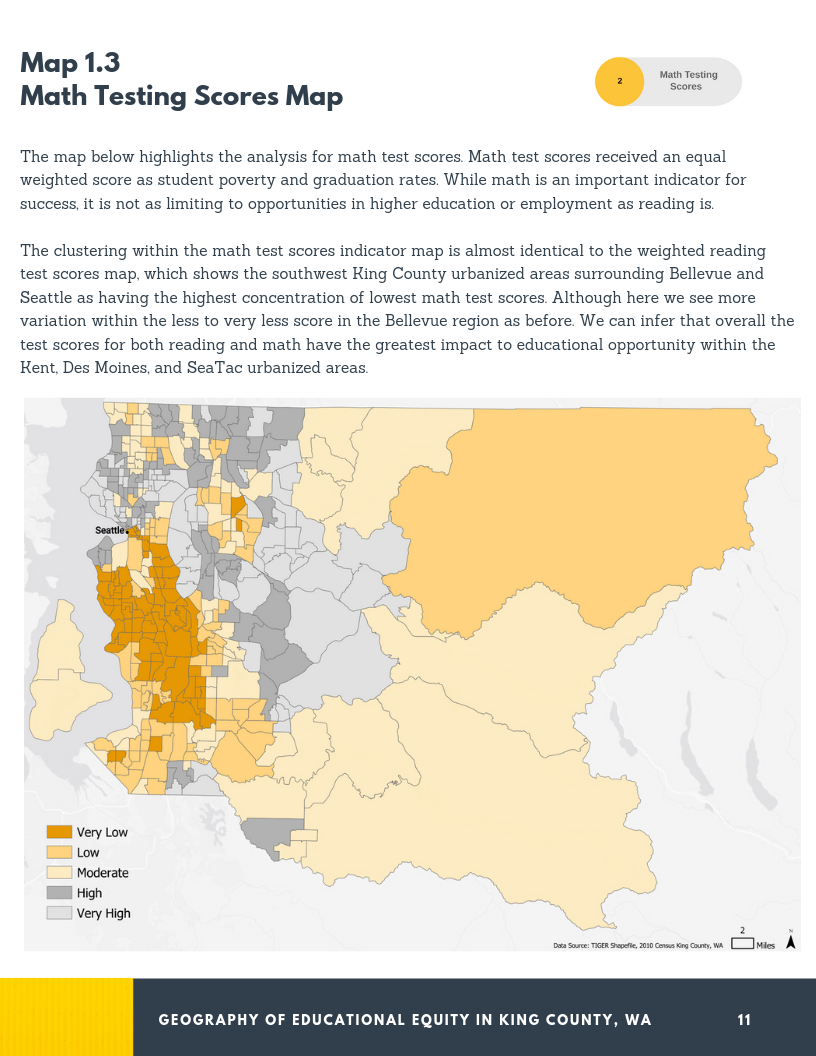 Map 1.3
Math Testing Scores Map
2
Math Testing
Scores
The map below highlights the analysis for math test scores. Math test scores received an equal
weighted score as student poverty and graduation rates. While math is an important indicator for
success, it is not as limiting to opportunities in higher education or employment as reading is.
The clustering within the math test scores indicator map is almost identical to the weighted reading
test scores map, which shows the southwest King County urbanized areas surrounding Bellevue and
Seattle as having the highest concentration of lowest math test scores. Although here we see more
variation within the less to very less score in the Bellevue region as before. We can infer that overall the
test scores for both reading and math have the greatest impact to educational opportunity within the
Kent, Des Moines, and SeaTac urbanized areas.
Seattle
Very Low
Low
Moderate
High
Very High
Data Source: TIGER Shapefile, 2010 Census King County, WA
2
Miles
N
GEOGRAPHY OF EDUCATIONAL EQUITY IN KING COUNTY, WA
11